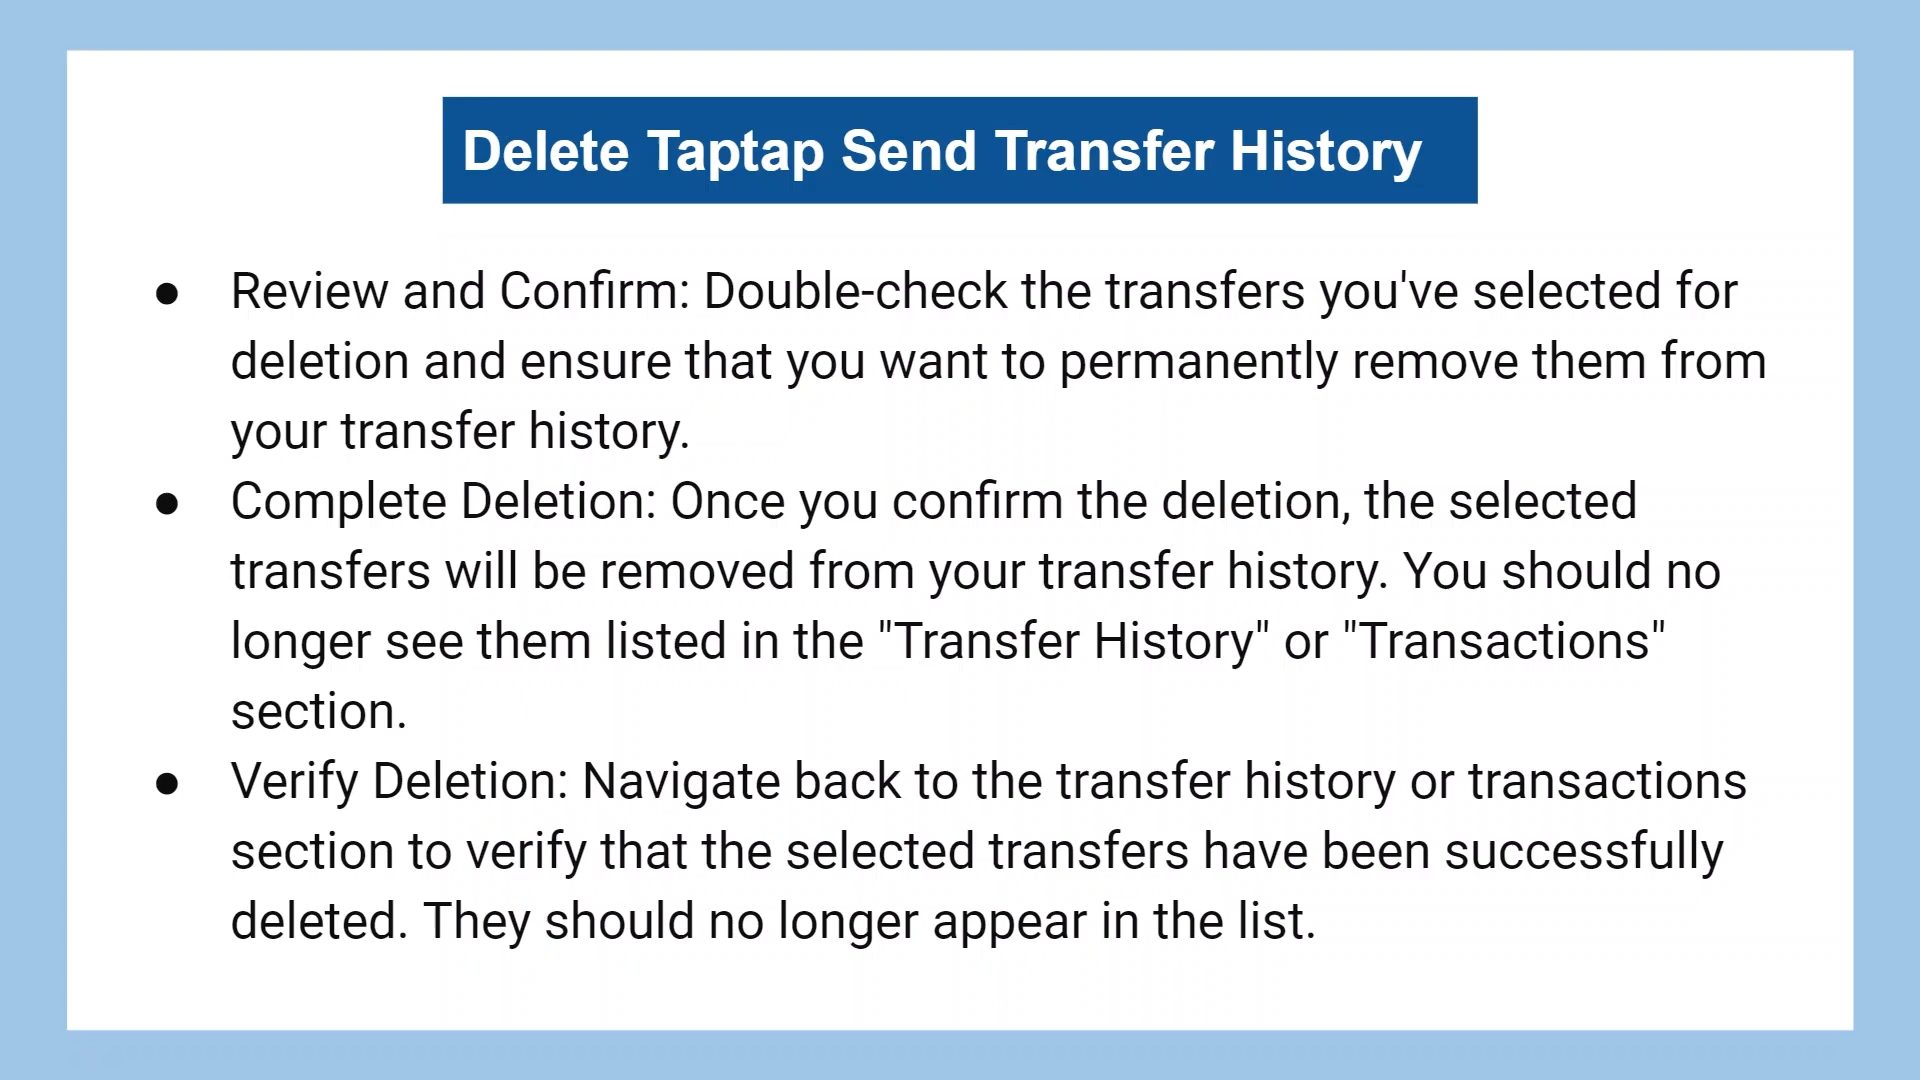 Delete Taptap Send Transfer History
● Review and Confirm: Double-check the transfers you've selected for
deletion and ensure that you want to permanently remove them from
your transfer history.
● Complete Deletion: Once you confirm the deletion, the selected
transfers will be removed from your transfer history. You should no
longer see them listed in the "Transfer History" or "Transactions"
section.
● Verify Deletion: Navigate back to the transfer history or transactions
section to verify that the selected transfers have been successfully
deleted. They should no longer appear in the list.